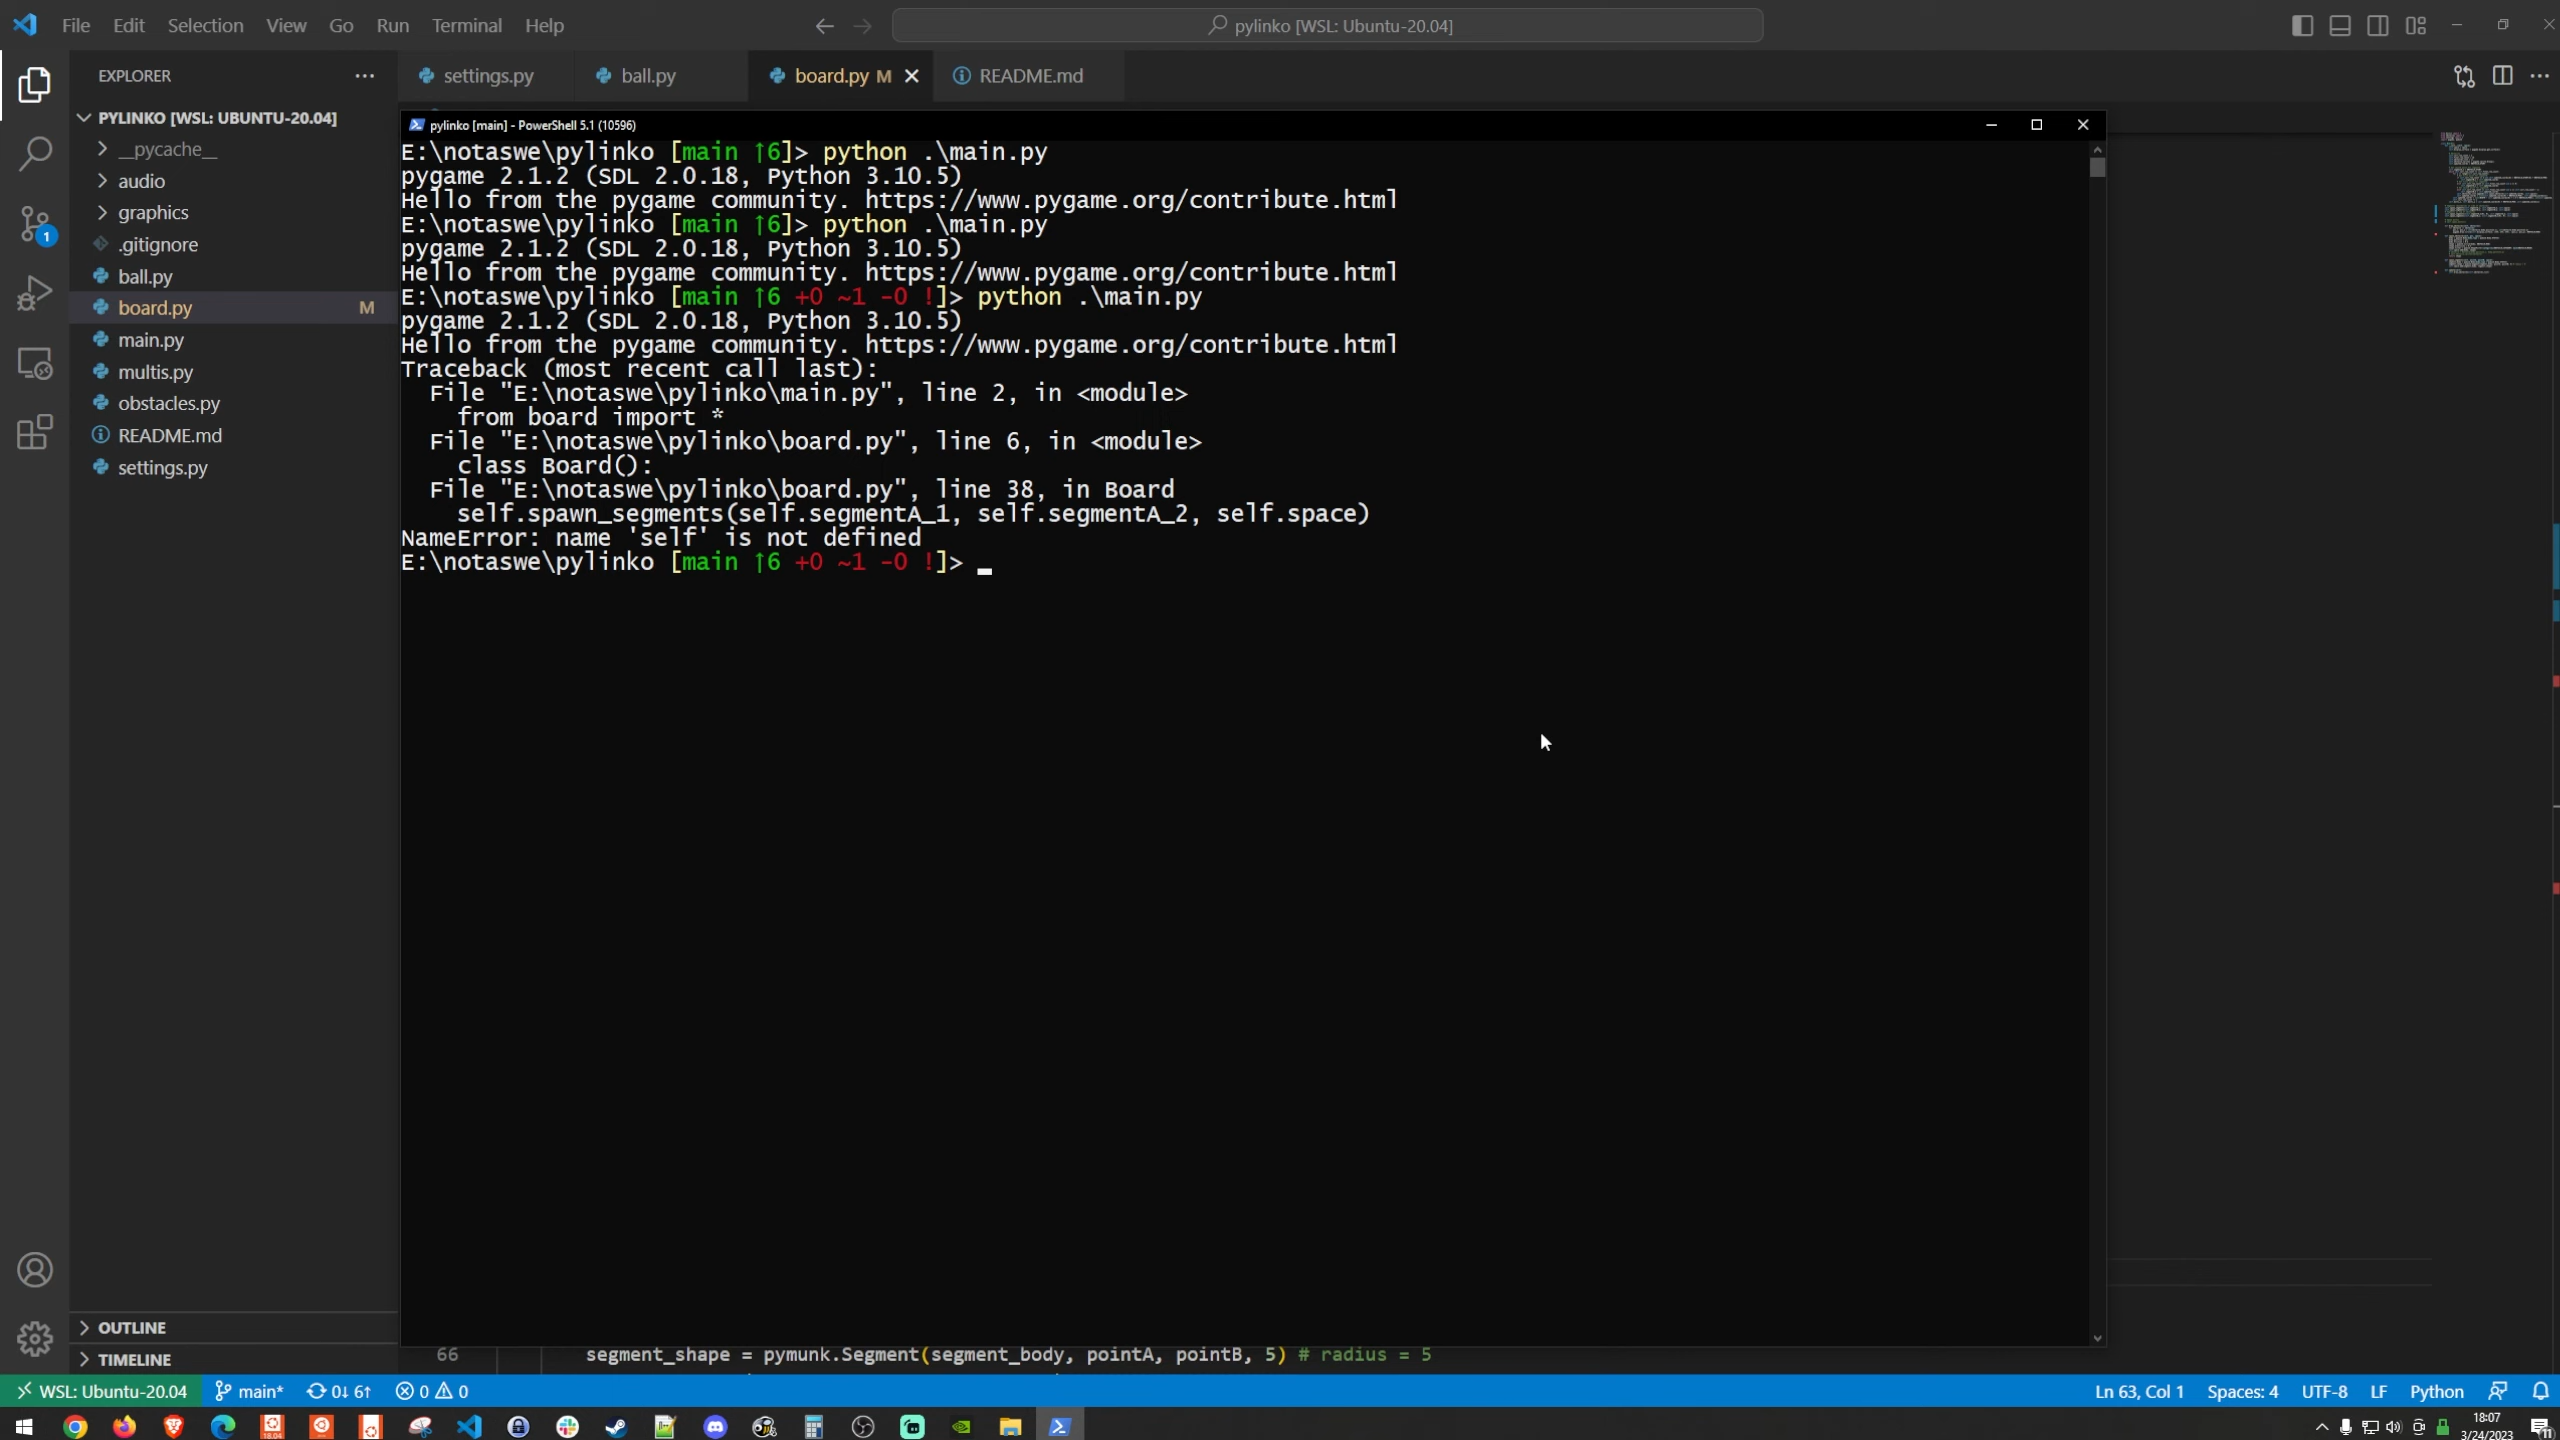 File Edit Selection View Go Run Terminal Help
pylinko [WSL: Ubuntu-20.04]
EXPLORER
settings.py
ball.py
board.py M
README.md
PYLINKO [WSL: UBUNTU-20.04]
__pycache__
audio
graphics
.gitignore
ball.py
board.py M
main.py
multis.py
obstacles.py
README.md
settings.py
1
pylinko [main] - PowerShell 5.1 (10596)
E:\notaswe\pylinko [main ↑6]> python .\main.py
pygame 2.1.2 (SDL 2.0.18, Python 3.10.5)
Hello from the pygame community. https://www.pygame.org/contribute.html
E:\notaswe\pylinko [main ↑6]> python .\main.py
pygame 2.1.2 (SDL 2.0.18, Python 3.10.5)
Hello from the pygame community. https://www.pygame.org/contribute.html
E:\notaswe\pylinko [main ↑6 +0 ~1 -0 !]> python .\main.py
pygame 2.1.2 (SDL 2.0.18, Python 3.10.5)
Hello from the pygame community. https://www.pygame.org/contribute.html
Traceback (most recent call last):
File "E:\notaswe\pylinko\main.py", line 2, in <module>
from board import *
File "E:\notaswe\pylinko\board.py", line 6, in <module>
class Board():
File "E:\notaswe\pylinko\board.py", line 38, in Board
self.spawn_segments(self.segmentA_1, self.segmentA_2, self.space)
NameError: name 'self' is not defined
E:\notaswe\pylinko [main ↑6 +0 ~1 -0 !]>
OUTLINE
TIMELINE
66 segment_shape = pymunk.Segment(segment_body, pointA, pointB, 5) # radius = 5
WSL: Ubuntu-20.04 main* 0↓ 6↑ 0 0
Ln 63, Col 1 Spaces: 4 UTF-8 LF Python
18.04
18:07
3/24/2023